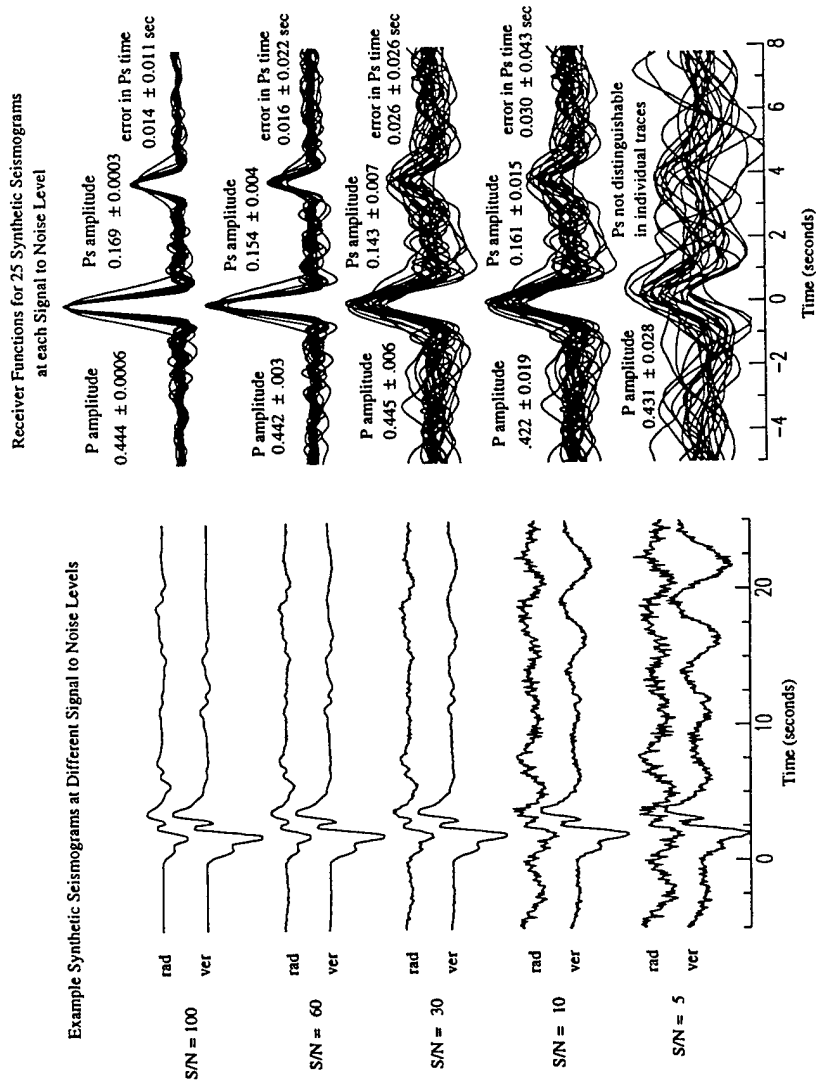 Example Synthetic Seismograms at Different Signal to Noise Levels
S/N = 100
rad
ver
S/N = 60
rad
ver
S/N = 30
rad
ver
S/N = 10
rad
ver
S/N = 5
rad
ver
0
10
20
Time (seconds)
Receiver Functions for 25 Synthetic Seismograms
at each Signal to Noise Level
P amplitude
0.444 ± 0.0006
Ps amplitude
0.169 ± 0.0003
error in Ps time
0.014 ± 0.011 sec
P amplitude
0.442 ± .003
Ps amplitude
0.154 ± 0.004
error in Ps time
0.016 ± 0.022 sec
P amplitude
0.445 ± .006
Ps amplitude
0.143 ± 0.007
error in Ps time
0.026 ± 0.026 sec
P amplitude
.422 ± 0.019
Ps amplitude
0.161 ± 0.015
error in Ps time
0.030 ± 0.043 sec
P amplitude
0.431 ± 0.028
Ps not distinguishable
in individual traces
−4
−2
0
2
4
6
8
Time (seconds)